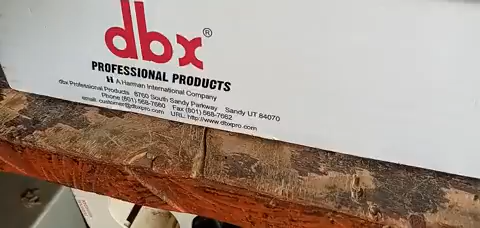 dbx®
PROFESSIONAL PRODUCTS
A Harman International Company
dbx Professional Products 8760 South Sandy Parkway Sandy UT 84070
Phone (801) 568-7660 Fax (801) 568-7662
email: customer@dbxpro.com URL: http://www.dbxpro.com